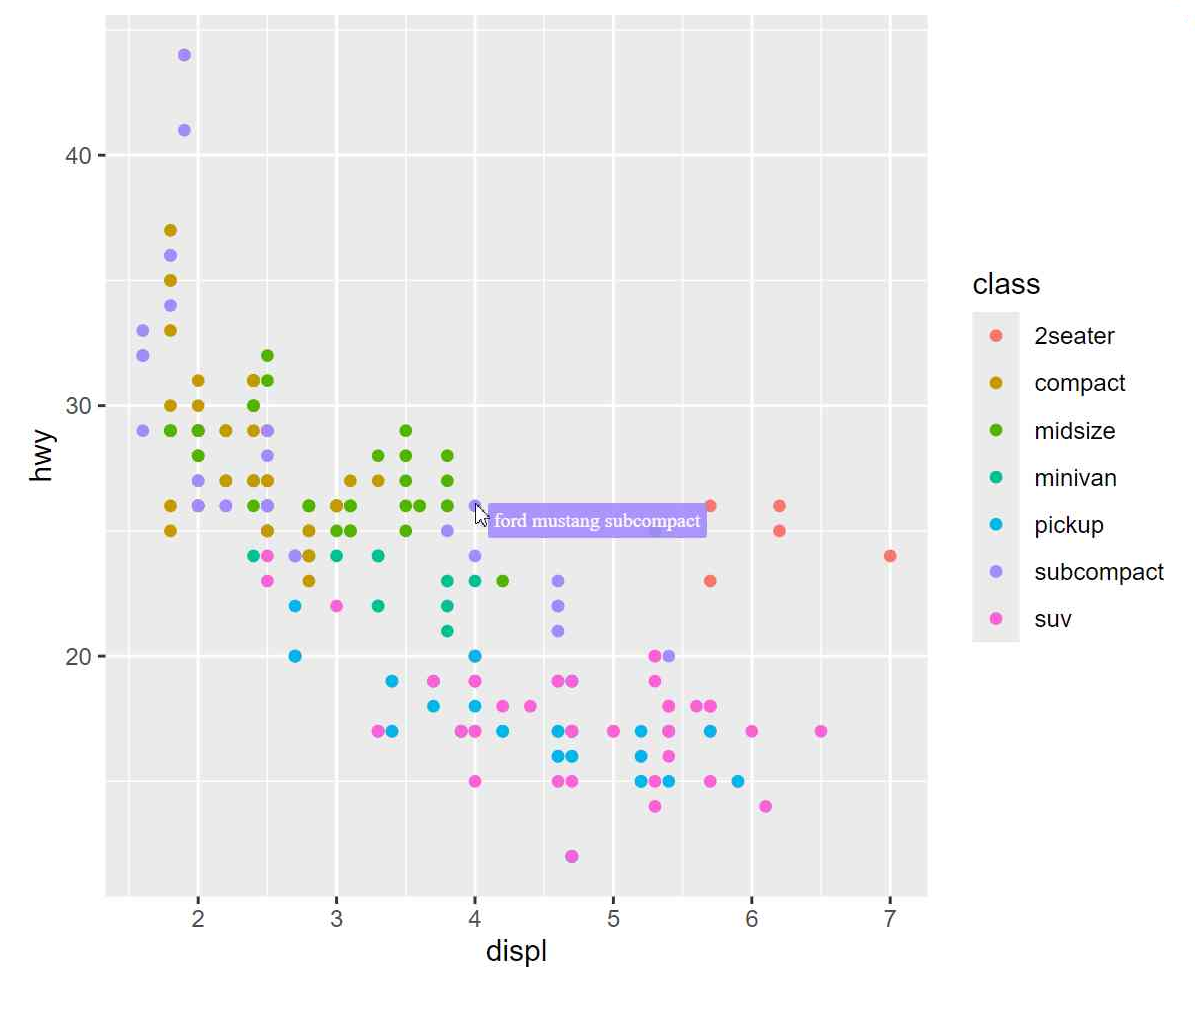 40
30
20
hwy
ford mustang subcompact
2
3
4
5
6
7
displ
class
2seater
compact
midsize
minivan
pickup
subcompact
suv